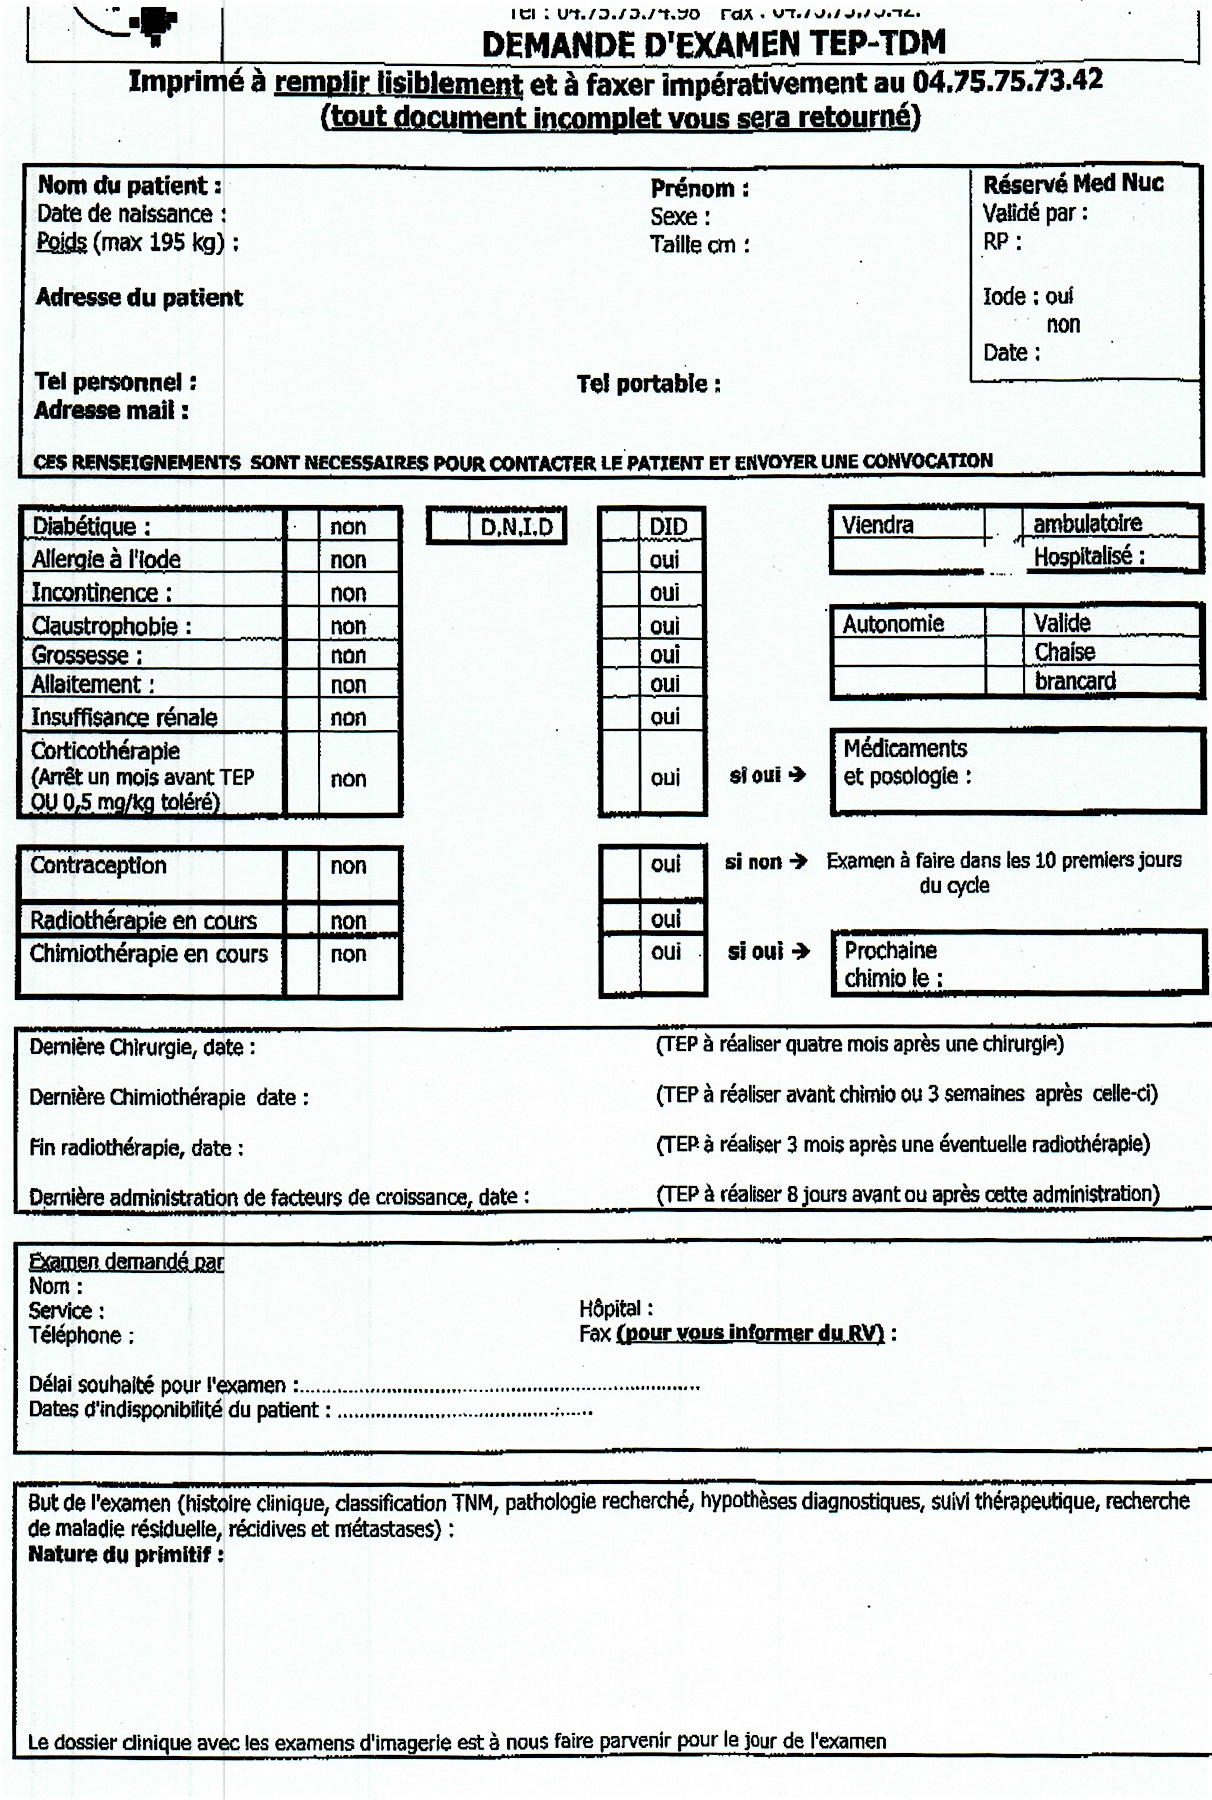 DEMANDE D'EXAMEN TEP-TDM
Imprimé à remplir lisiblement et à faxer impérativement au 04.75.75.73.42
(tout document incomplet vous sera retourné)
Nom du patient : Prénom : Réservé Med Nuc
Date de naissance : Sexe : Validé par :
Poids (max 195 kg) : Taille cm : RP :
Adresse du patient Iode : oui
non
Date :
Tel personnel : Tel portable :
Adresse mail :
CES RENSEIGNEMENTS SONT NECESSAIRES POUR CONTACTER LE PATIENT ET ENVOYER UNE CONVOCATION
Diabétique : non D.N.I.D DID Viendra ambulatoire
Allergie à l'iode non oui Hospitalisé :
Incontinence : non oui
Claustrophobie : non oui Autonomie Valide
Grossesse : non oui Chaise
Allaitement : non oui brancard
Insuffisance rénale non oui
Corticothérapie Médicaments
(Arrêt un mois avant TEP non oui si oui → et posologie :
OU 0,5 mg/kg toléré)
Contraception non oui si non → Examen à faire dans les 10 premiers jours
du cycle
Radiothérapie en cours non oui
Chimiothérapie en cours non oui si oui → Prochaine
chimio le :
Dernière Chirurgie, date : (TEP à réaliser quatre mois après une chirurgie)
Dernière Chimiothérapie date : (TEP à réaliser avant chimio ou 3 semaines après celle-ci)
Fin radiothérapie, date : (TEP à réaliser 3 mois après une éventuelle radiothérapie)
Dernière administration de facteurs de croissance, date : (TEP à réaliser 8 jours avant ou après cette administration)
Examen demandé par
Nom :
Service : Hôpital :
Téléphone : Fax (pour vous informer du RV) :
Délai souhaité pour l'examen :..............................................................
Dates d'indisponibilité du patient : .......................................
But de l'examen (histoire clinique, classification TNM, pathologie recherché, hypothèses diagnostiques, suivi thérapeutique, recherche
de maladie résiduelle, récidives et métastases) :
Nature du primitif :
Le dossier clinique avec les examens d'imagerie est à nous faire parvenir pour le jour de l'examen